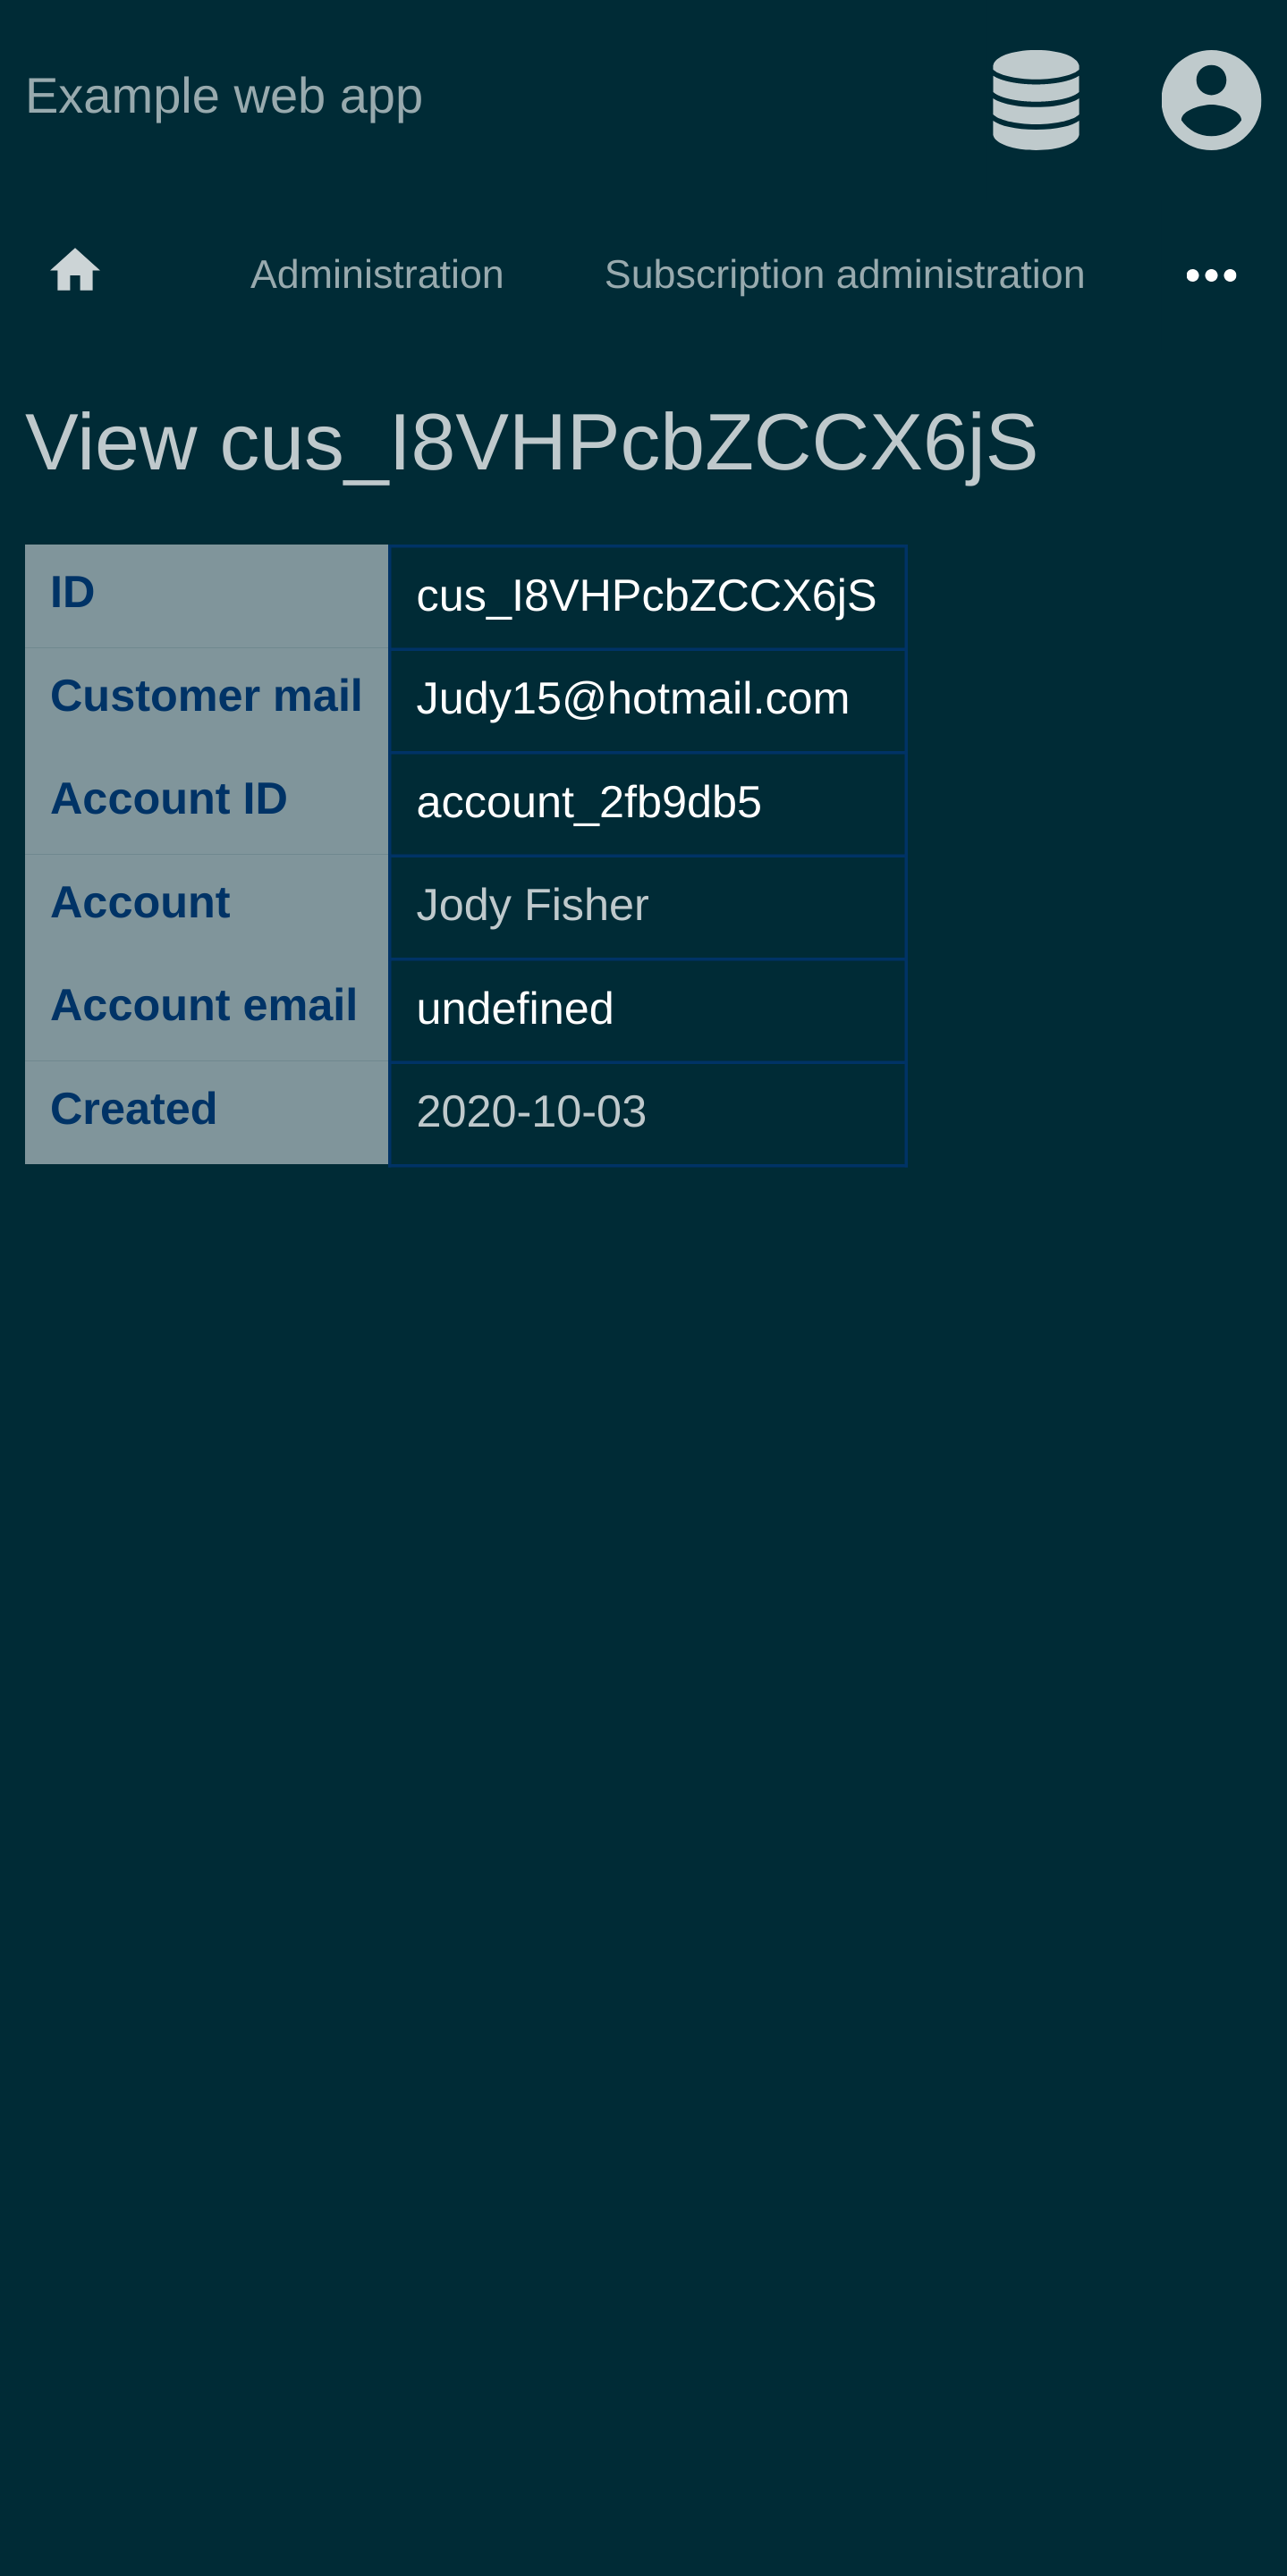 Example web app
Administration Subscription administration
View cus_I8VHPcbZCCX6jS
ID cus_I8VHPcbZCCX6jS
Customer mail Judy15@hotmail.com
Account ID account_2fb9db5
Account Jody Fisher
Account email undefined
Created 2020-10-03